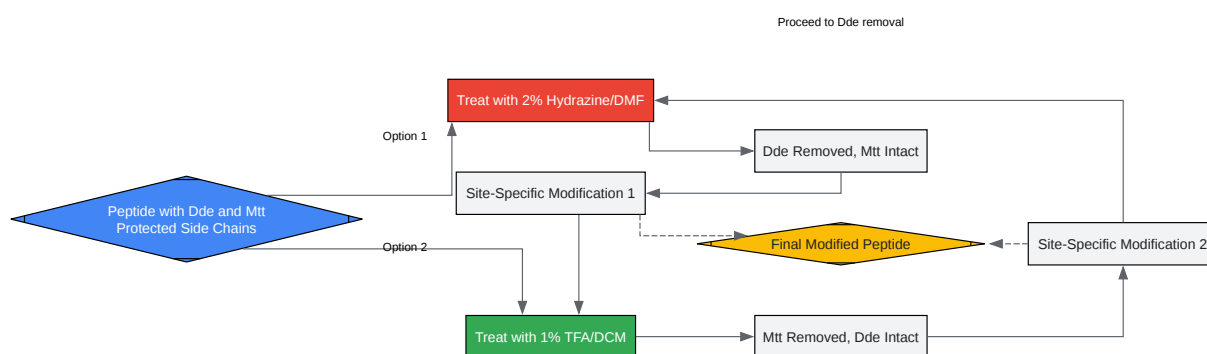 Proceed to Dde removal
Treat with 2% Hydrazine/DMF
Option 1
Dde Removed, Mtt Intact
Site-Specific Modification 1
Peptide with Dde and Mtt
Protected Side Chains
Option 2
Final Modified Peptide
Site-Specific Modification 2
Treat with 1% TFA/DCM
Mtt Removed, Dde Intact